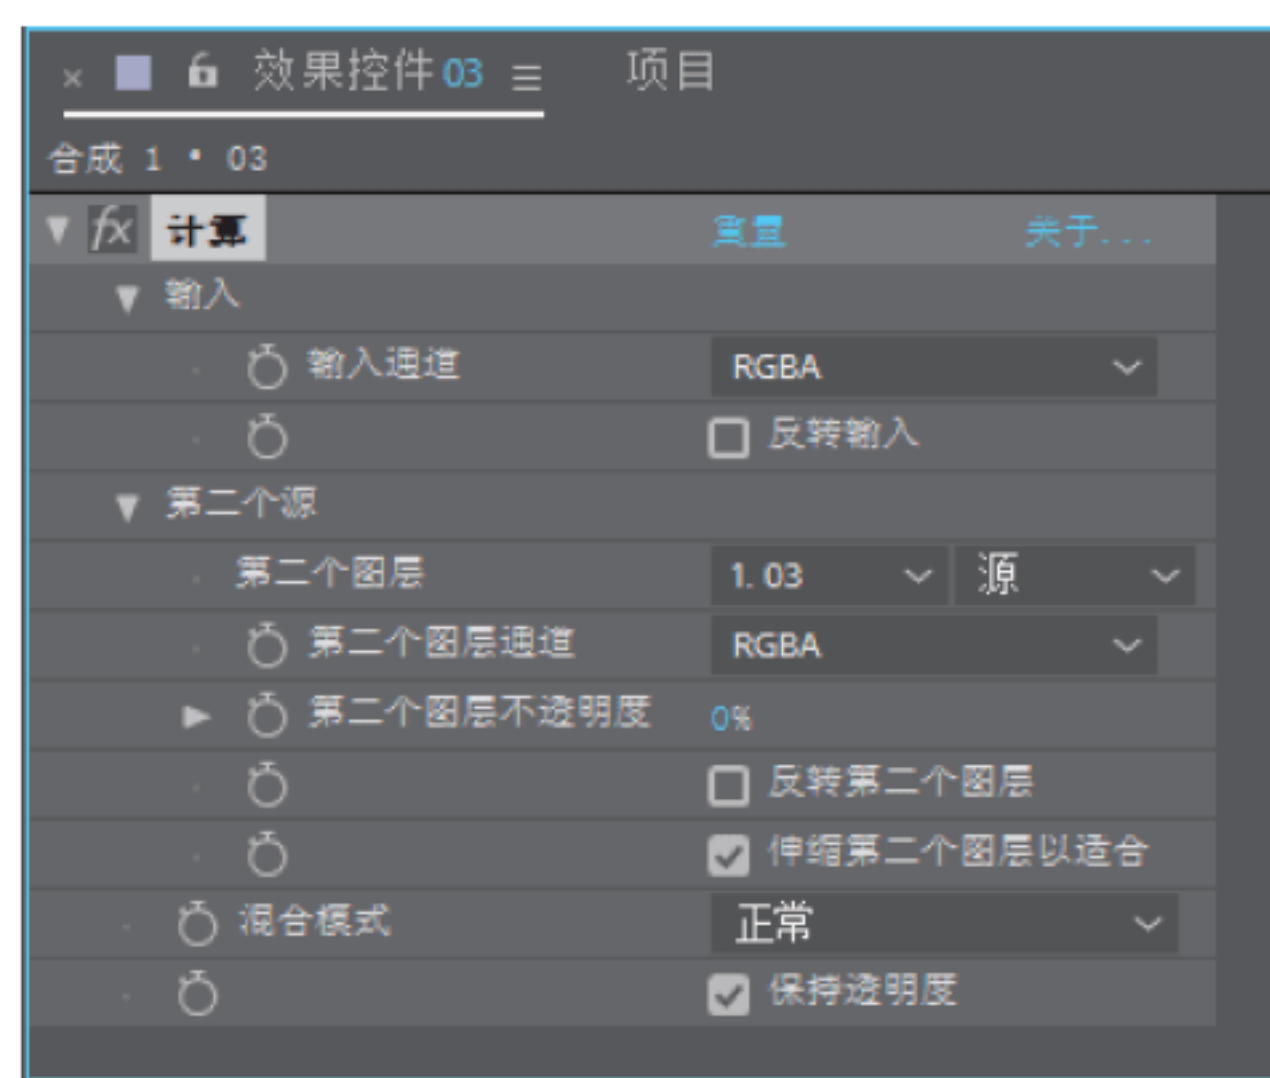 × 效果控件 03 ≡ 项目
合成 1 • 03
fx 计算 重置 关于...
输入
输入通道 RGBA
反转输入
第二个源
第二个图层 1. 03 源
第二个图层通道 RGBA
第二个图层不透明度 0%
反转第二个图层
伸缩第二个图层以适合
混合模式 正常
保持透明度